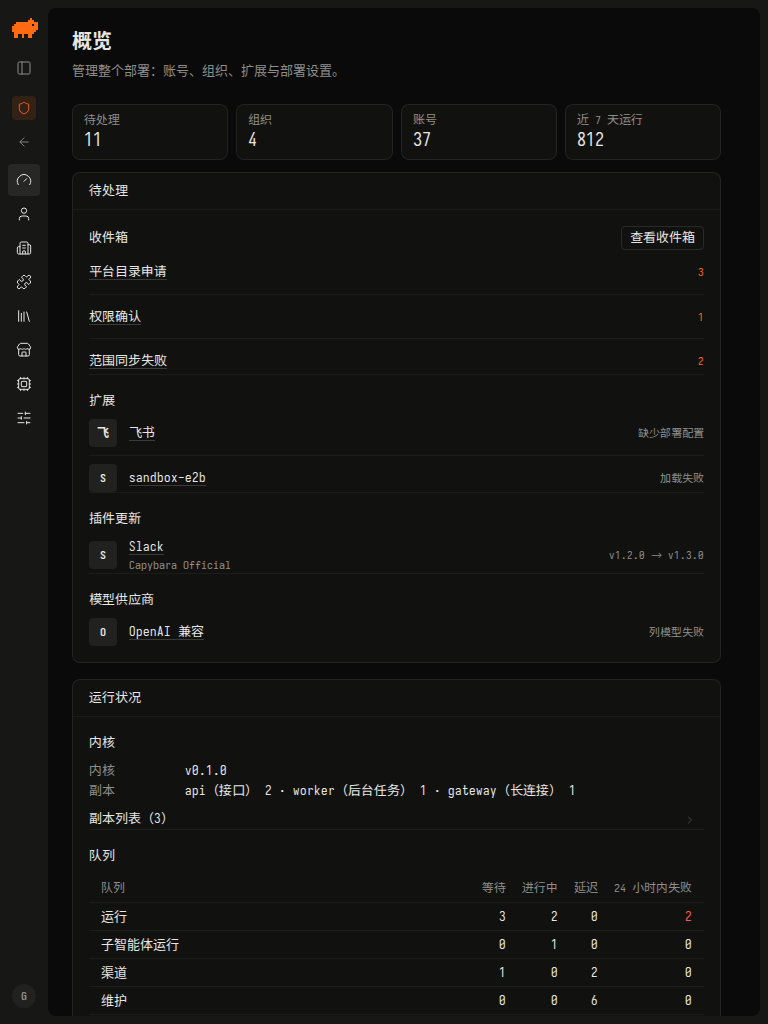 概览
管理整个部署：账号、组织、扩展与部署设置。
待处理
11
组织
4
账号
37
近 7 天运行
812
待处理
收件箱
查看收件箱
平台目录申请
3
权限确认
1
范围同步失败
2
扩展
飞
飞书
缺少部署配置
S
sandbox-e2b
加载失败
插件更新
S
Slack
Capybara Official
v1.2.0 → v1.3.0
模型供应商
O
OpenAI 兼容
列模型失败
运行状况
内核
内核 v0.1.0
副本 api（接口） 2 · worker（后台任务） 1 · gateway（长连接） 1
副本列表（3）
队列
队列 等待 进行中 延迟 24 小时内失败
运行 3 2 0 2
子智能体运行 0 1 0 0
渠道 1 0 2 0
维护 0 0 6 0
G